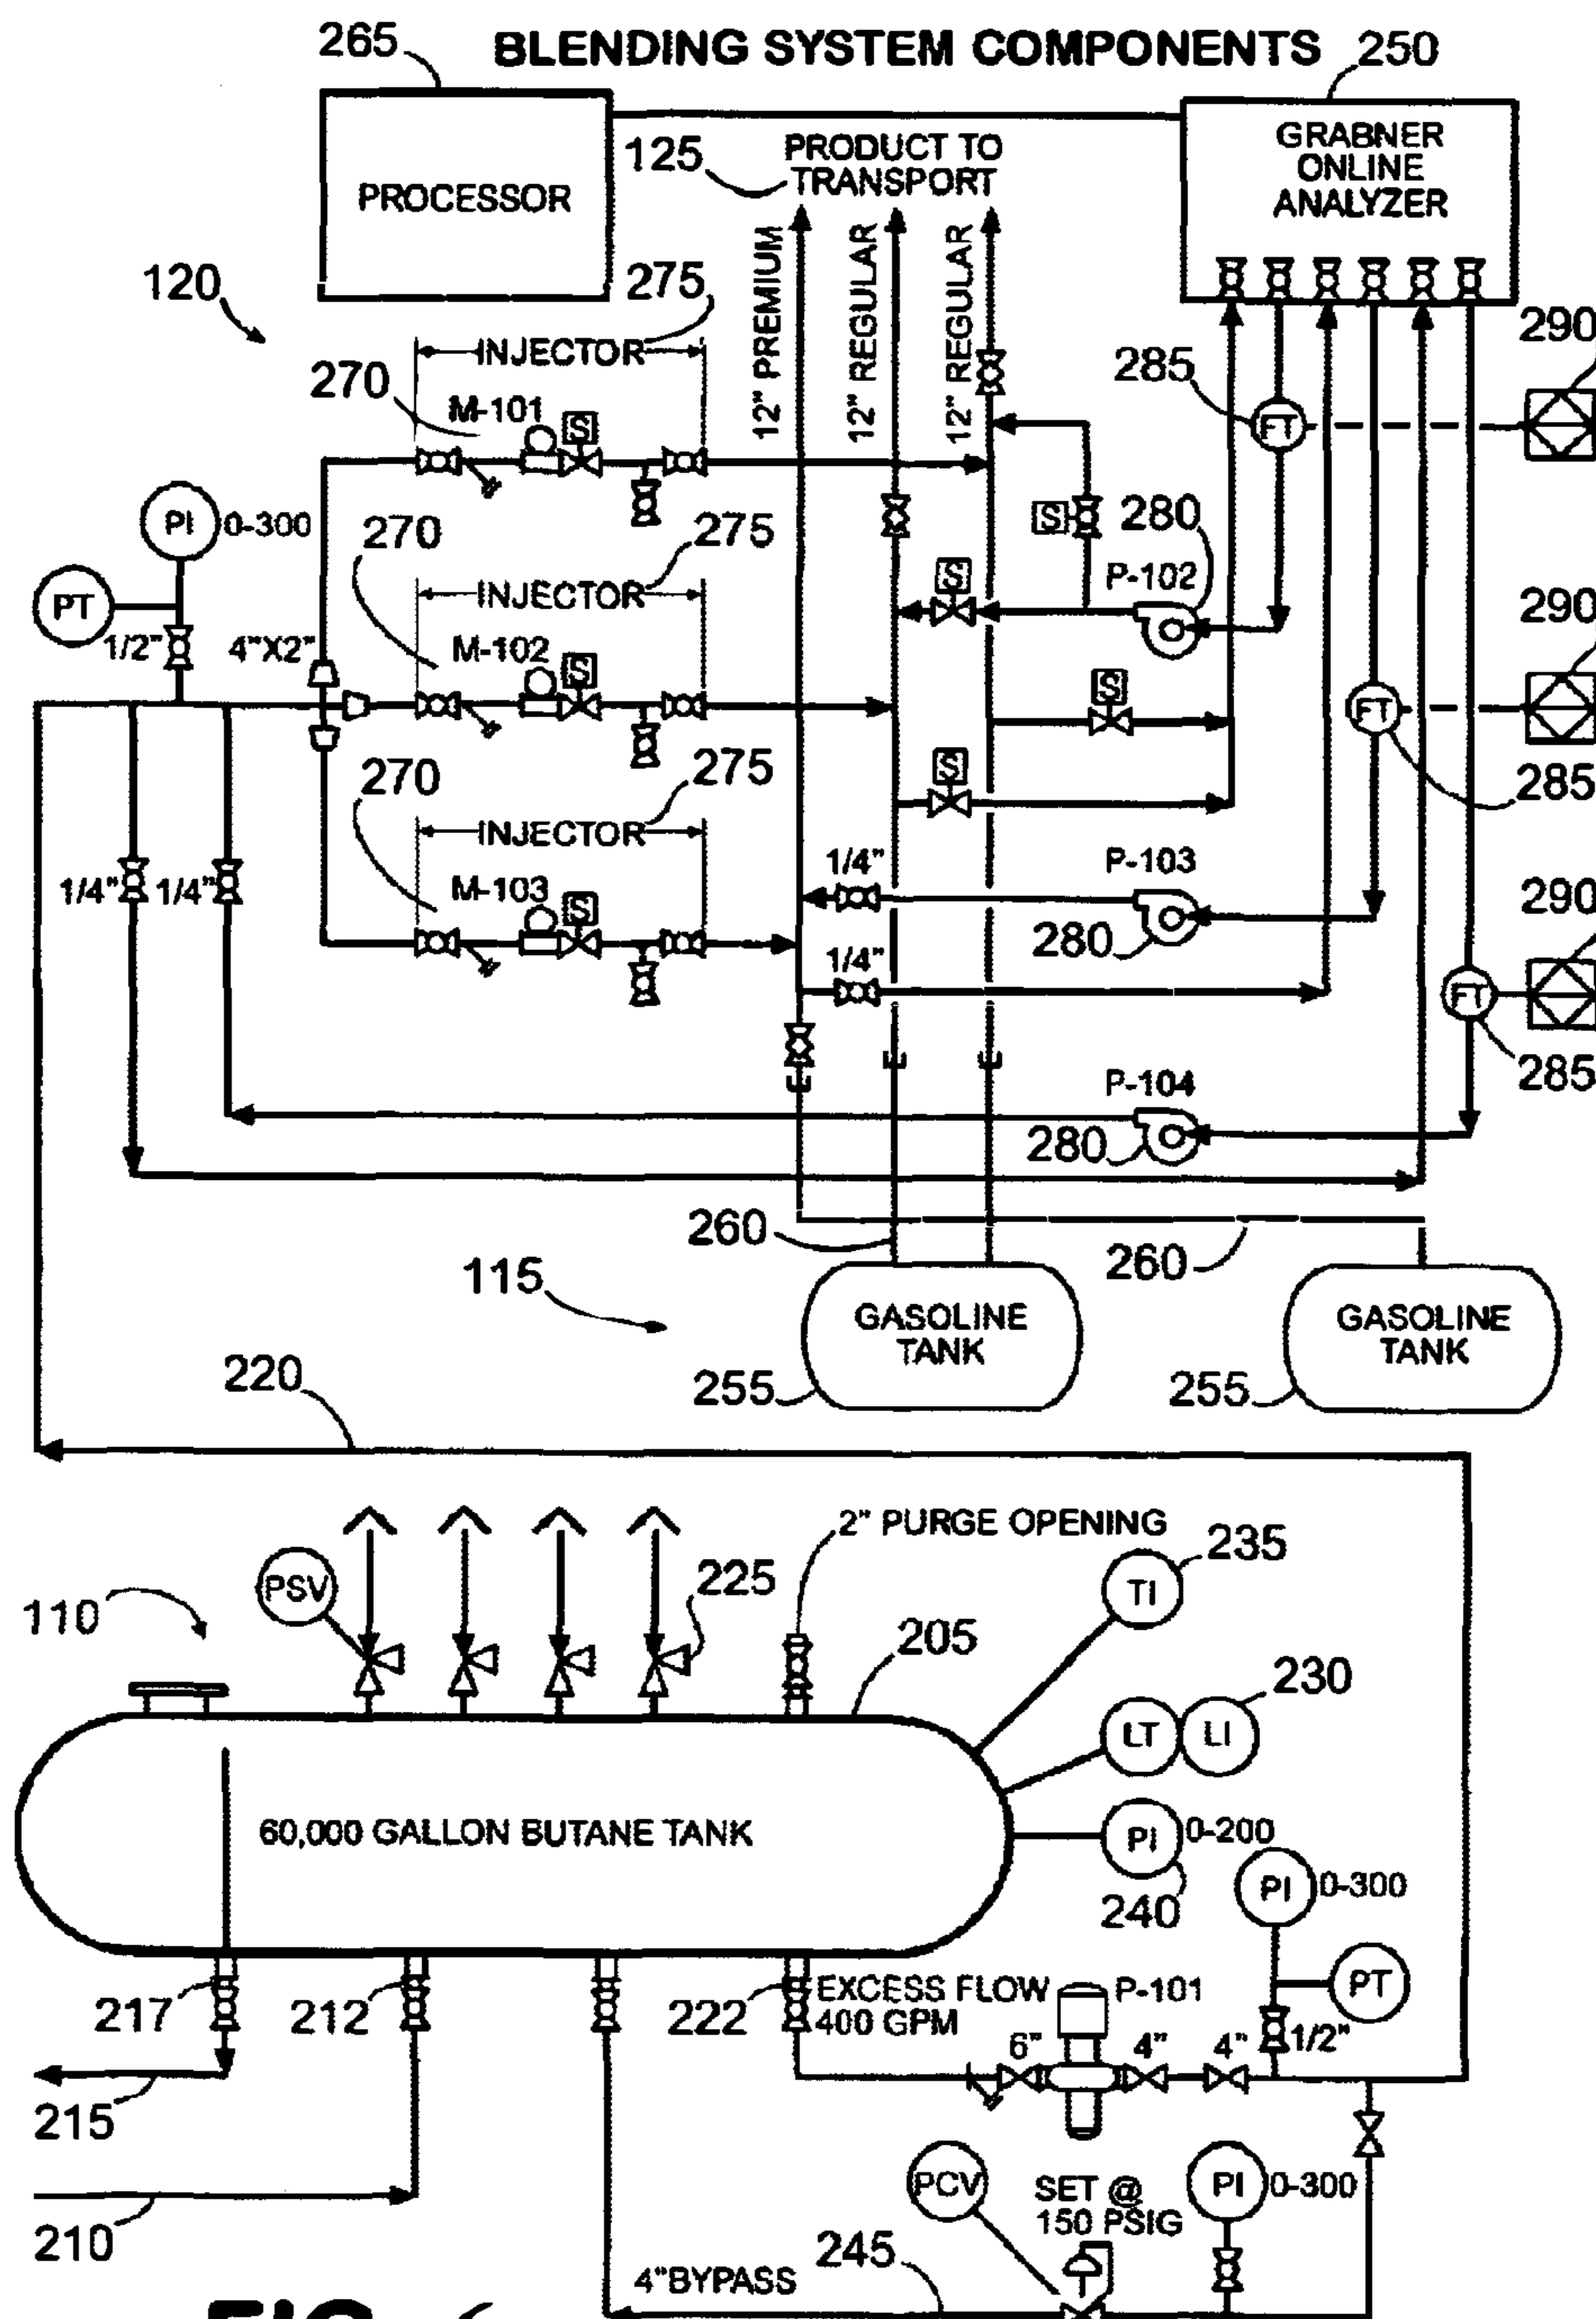 265
BLENDING SYSTEM COMPONENTS
250
PROCESSOR
125
PRODUCT TO
TRANSPORT
GRABNER
ONLINE
ANALYZER
120
12" PREMIUM
12" REGULAR
12" REGULAR
275
INJECTOR
270
M-101
S
285
FT
290
PI
0-300
PT
1/2"
4"X2"
270
275
INJECTOR
M-102
S
S
280
P-102
S
S
S
290
FT
285
270
275
INJECTOR
M-103
S
1/4"
1/4"
1/4"
P-103
280
1/4"
290
FT
285
P-104
280
260
260
115
GASOLINE
TANK
GASOLINE
TANK
255
255
220
2" PURGE OPENING
235
TI
PSV
225
110
205
230
LT
LI
60,000 GALLON BUTANE TANK
PI
0-200
240
PI
0-300
PT
217
212
222
EXCESS FLOW
400 GPM
P-101
6"
4"
4"
1/2"
215
210
PCV
SET @
150 PSIG
PI
0-300
245
4"BYPASS